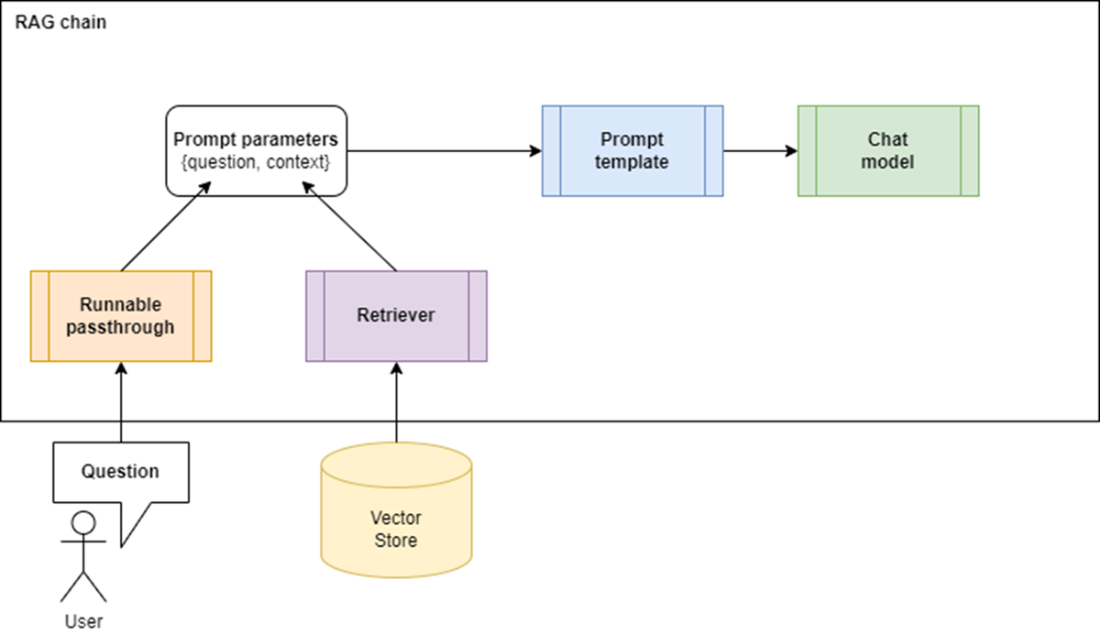 RAG chain
Prompt parameters
{question, context}
Prompt
template
Chat
model
Runnable
passthrough
Retriever
Question
Vector
Store
User